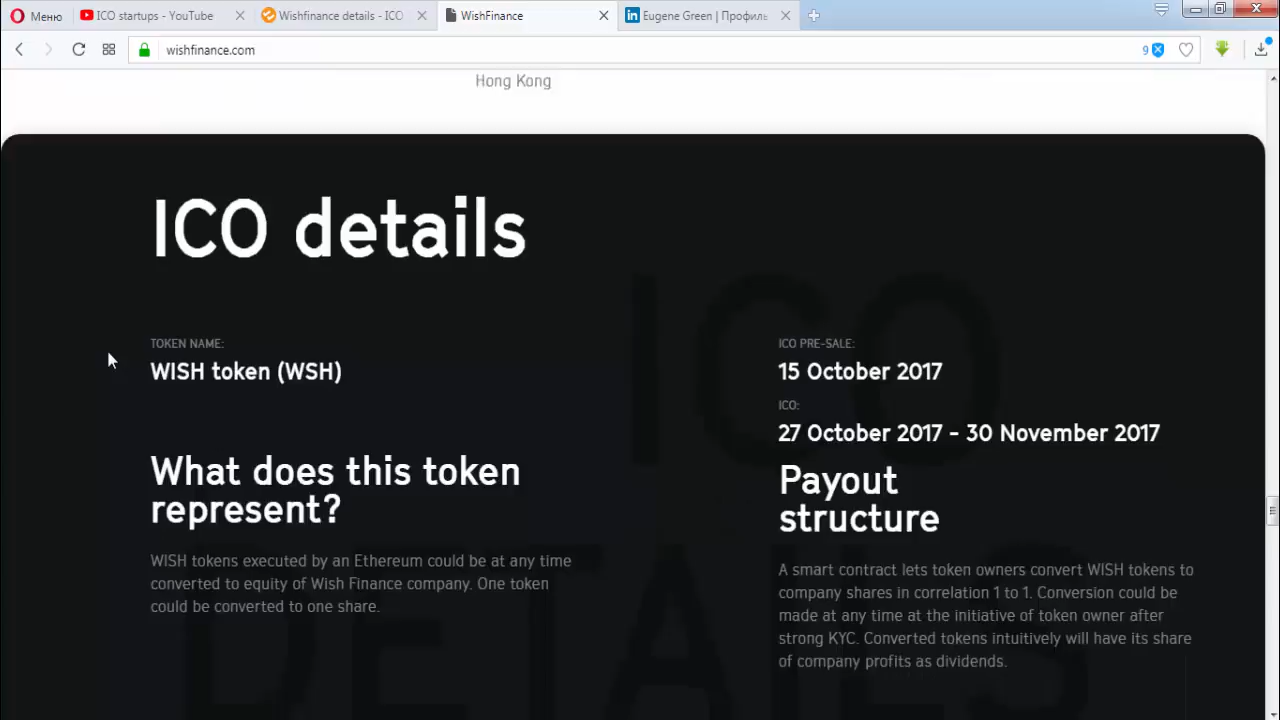 Меню
ICO startups - YouTube
Wishfinance details - ICO
WishFinance
Eugene Green | Профиль
wishfinance.com
9
Hong Kong
ICO details
TOKEN NAME:
WISH token (WSH)
What does this token
represent?
WISH tokens executed by an Ethereum could be at any time
converted to equity of Wish Finance company. One token
could be converted to one share.
ICO PRE-SALE:
15 October 2017
ICO:
27 October 2017 - 30 November 2017
Payout
structure
A smart contract lets token owners convert WISH tokens to
company shares in correlation 1 to 1. Conversion could be
made at any time at the initiative of token owner after
strong KYC. Converted tokens intuitively will have its share
of company profits as dividends.
ICO
DETAILS